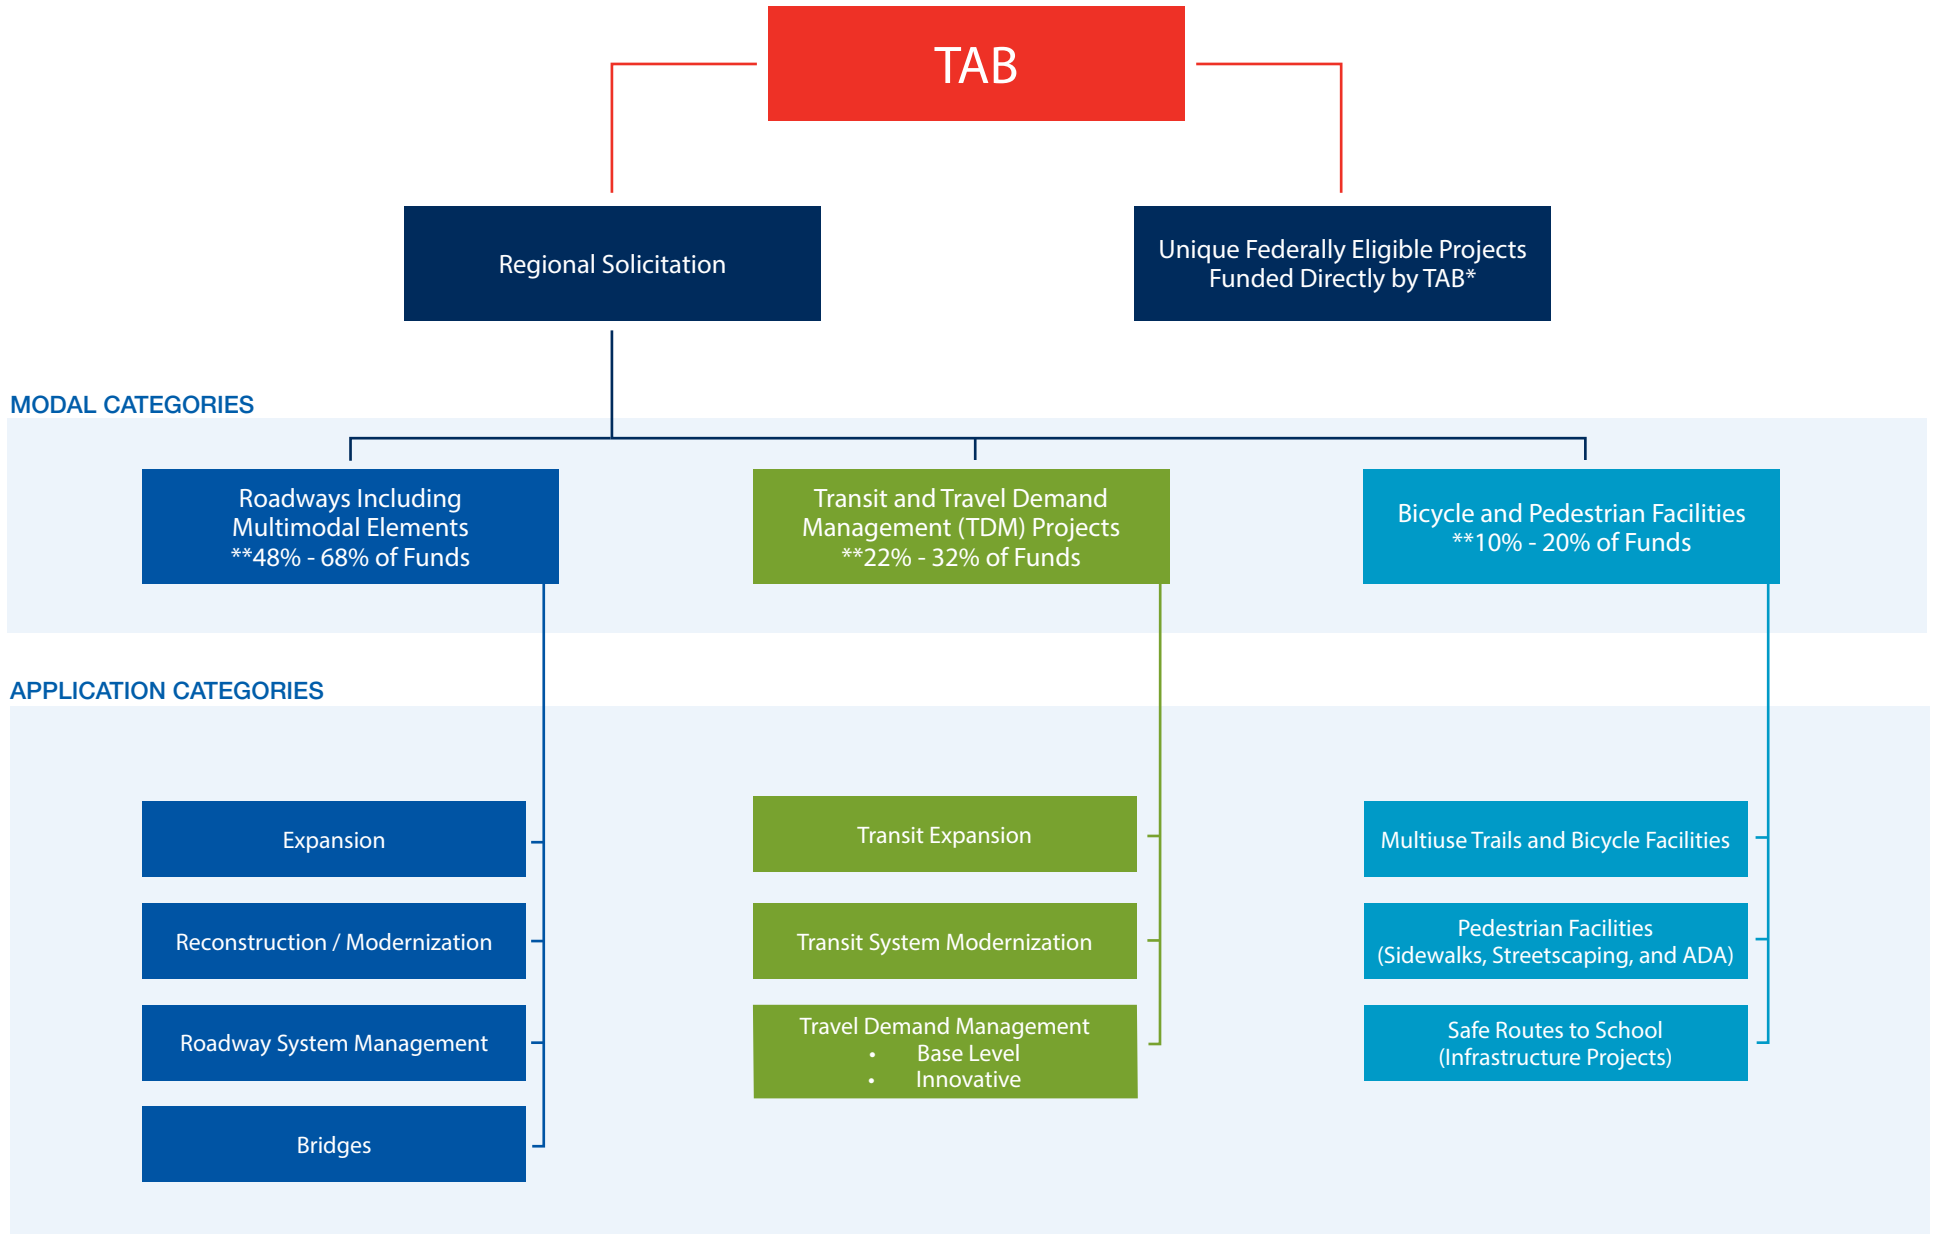 TAB
Regional Solicitation
Unique Federally Eligible Projects
Funded Directly by TAB*
MODAL CATEGORIES
Roadways Including
Multimodal Elements
**48% - 68% of Funds
Transit and Travel Demand
Management (TDM) Projects
**22% - 32% of Funds
Bicycle and Pedestrian Facilities
**10% - 20% of Funds
APPLICATION CATEGORIES
Expansion
Reconstruction / Modernization
Roadway System Management
Bridges
Transit Expansion
Transit System Modernization
Travel Demand Management
• Base Level
• Innovative
Multiuse Trails and Bicycle Facilities
Pedestrian Facilities
(Sidewalks, Streetscaping, and ADA)
Safe Routes to School
(Infrastructure Projects)